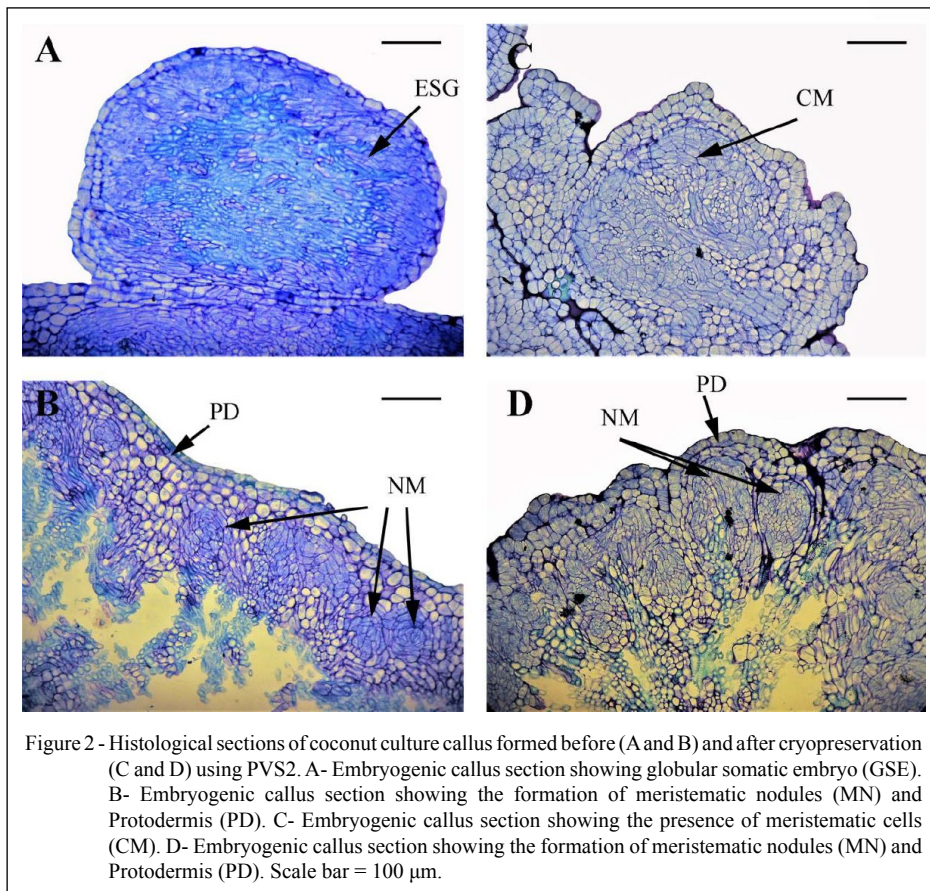 A
ESG
C
CM
B
PD
NM
D
PD
NM
Figure 2 - Histological sections of coconut culture callus formed before (A and B) and after cryopreservation
(C and D) using PVS2. A- Embryogenic callus section showing globular somatic embryo (GSE).
B- Embryogenic callus section showing the formation of meristematic nodules (MN) and
Protodermis (PD). C- Embryogenic callus section showing the presence of meristematic cells
(CM). D- Embryogenic callus section showing the formation of meristematic nodules (MN) and
Protodermis (PD). Scale bar = 100 μm.